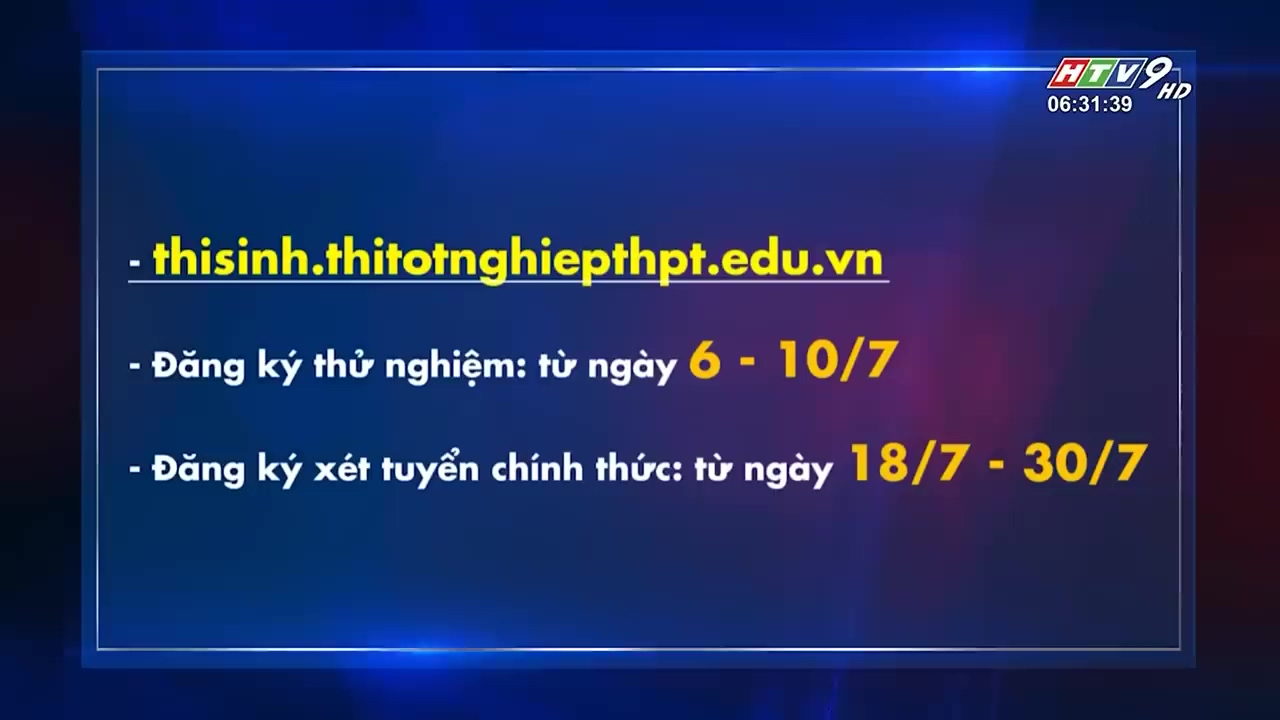 HTV9 HD
06:31:39
- thisinh.thitotnghiepthpt.edu.vn
- Đăng ký thử nghiệm: từ ngày 6 - 10/7
- Đăng ký xét tuyển chính thức: từ ngày 18/7 - 30/7